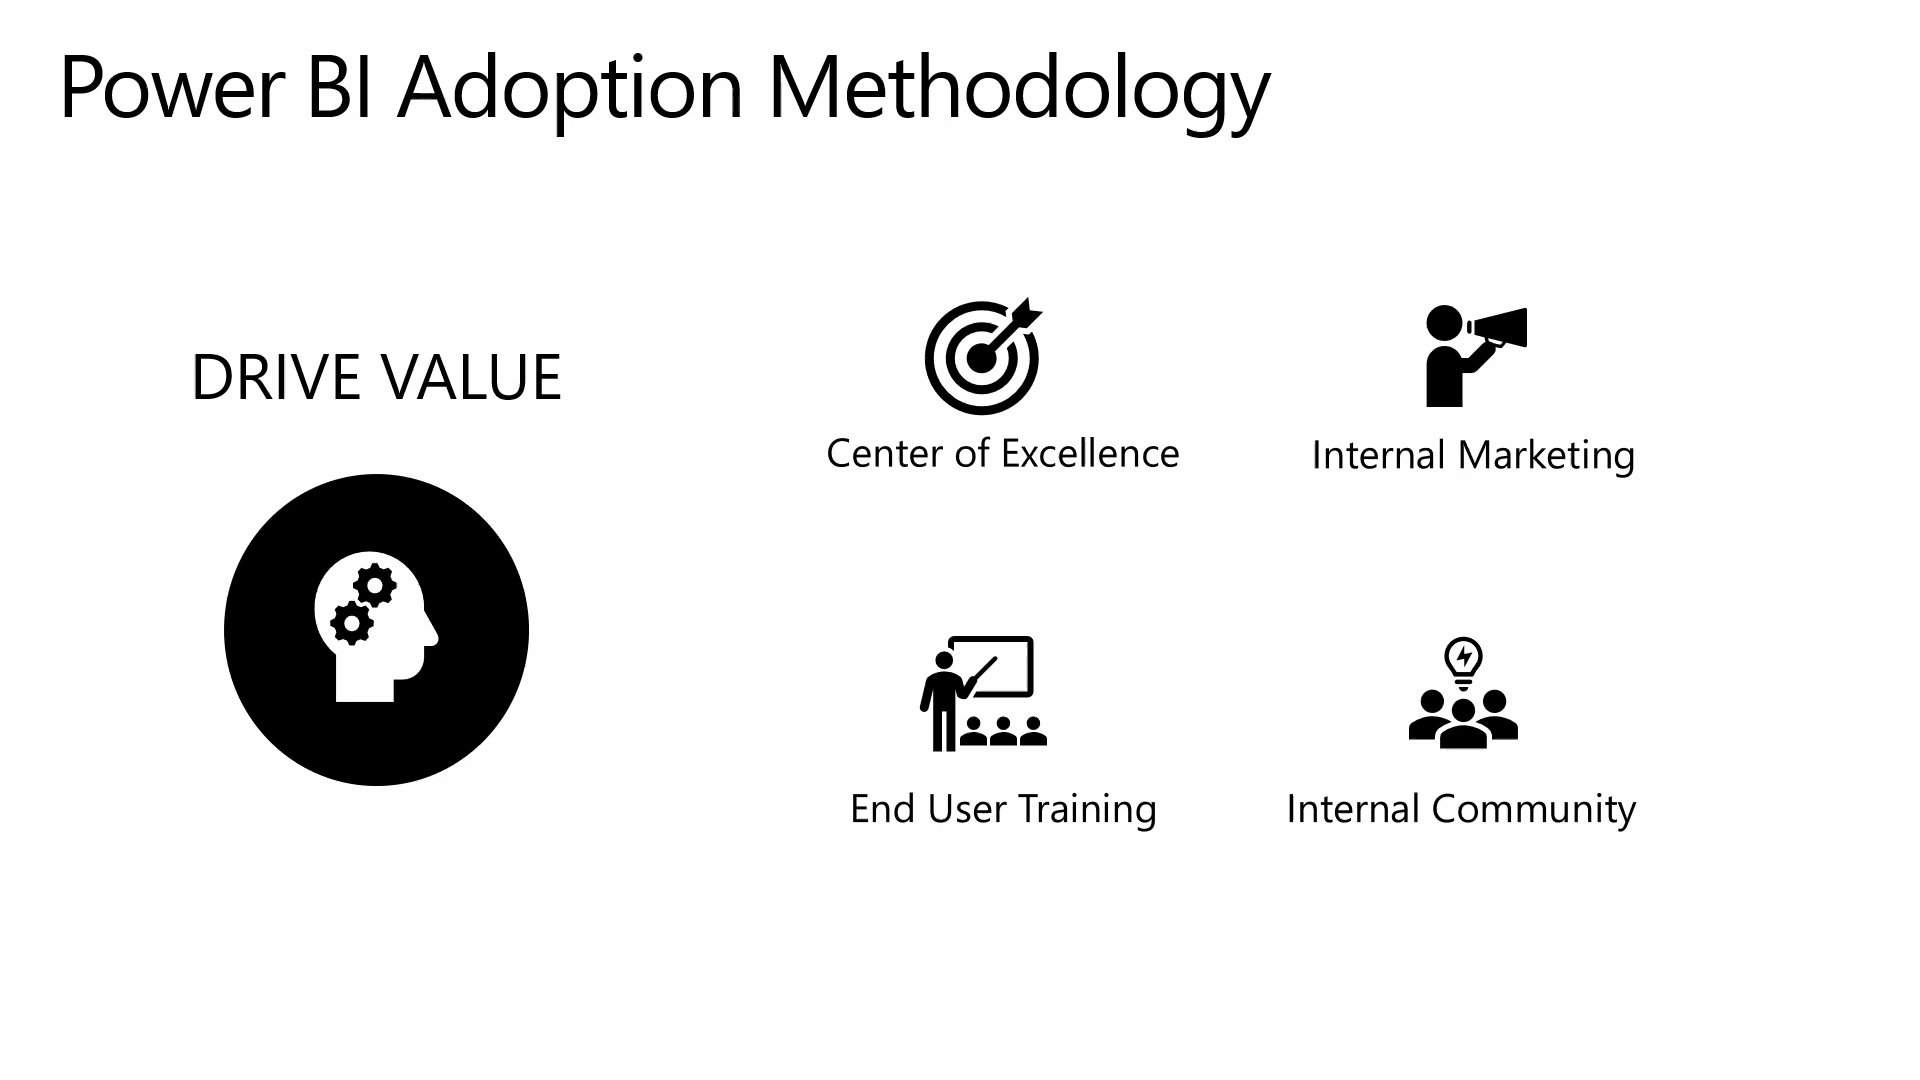 Power BI Adoption Methodology
DRIVE VALUE
Center of Excellence
Internal Marketing
End User Training
Internal Community